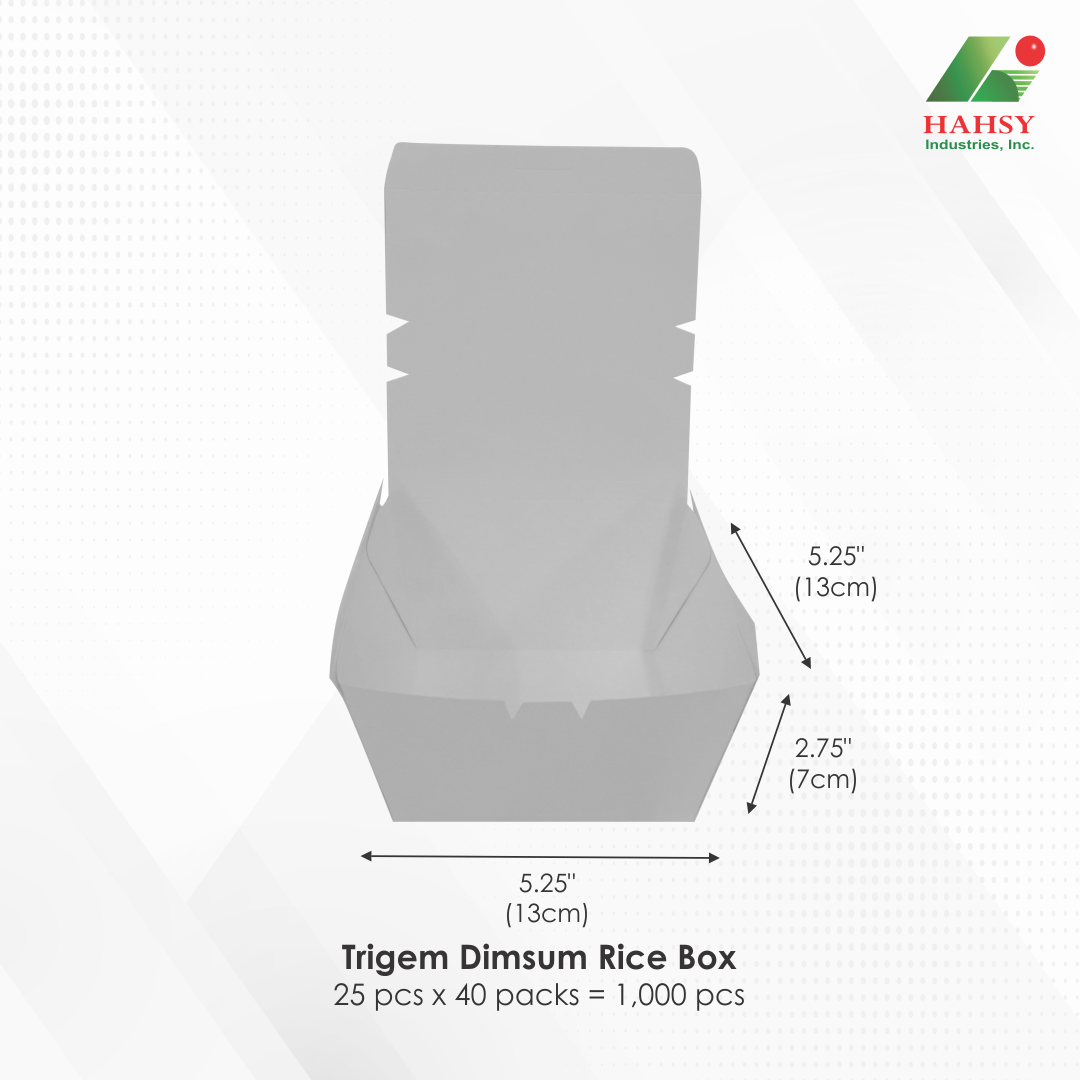 HAHSY
Industries, Inc.
5.25"
(13cm)
2.75"
(7cm)
5.25"
(13cm)
Trigem Dimsum Rice Box
25 pcs x 40 packs = 1,000 pcs